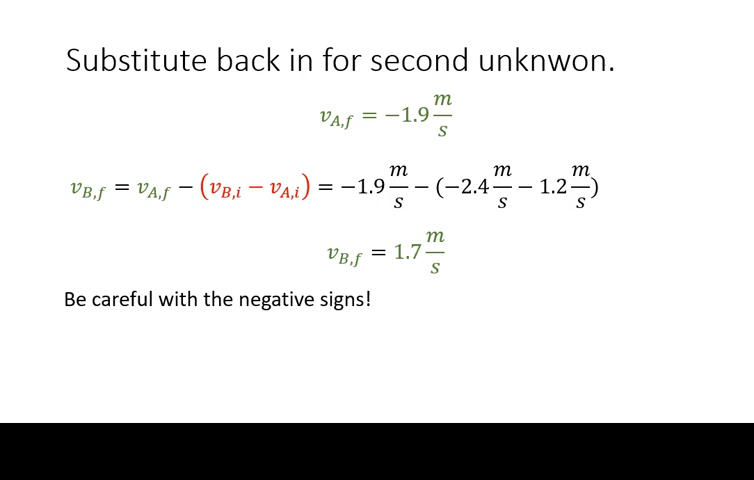 Substitute back in for second unknwon.
v_{A,f} = −1.9 m/s
v_{B,f} = v_{A,f} − (v_{B,i} − v_{A,i}) = −1.9 m/s − (−2.4 m/s − 1.2 m/s)
v_{B,f} = 1.7 m/s
Be careful with the negative signs!